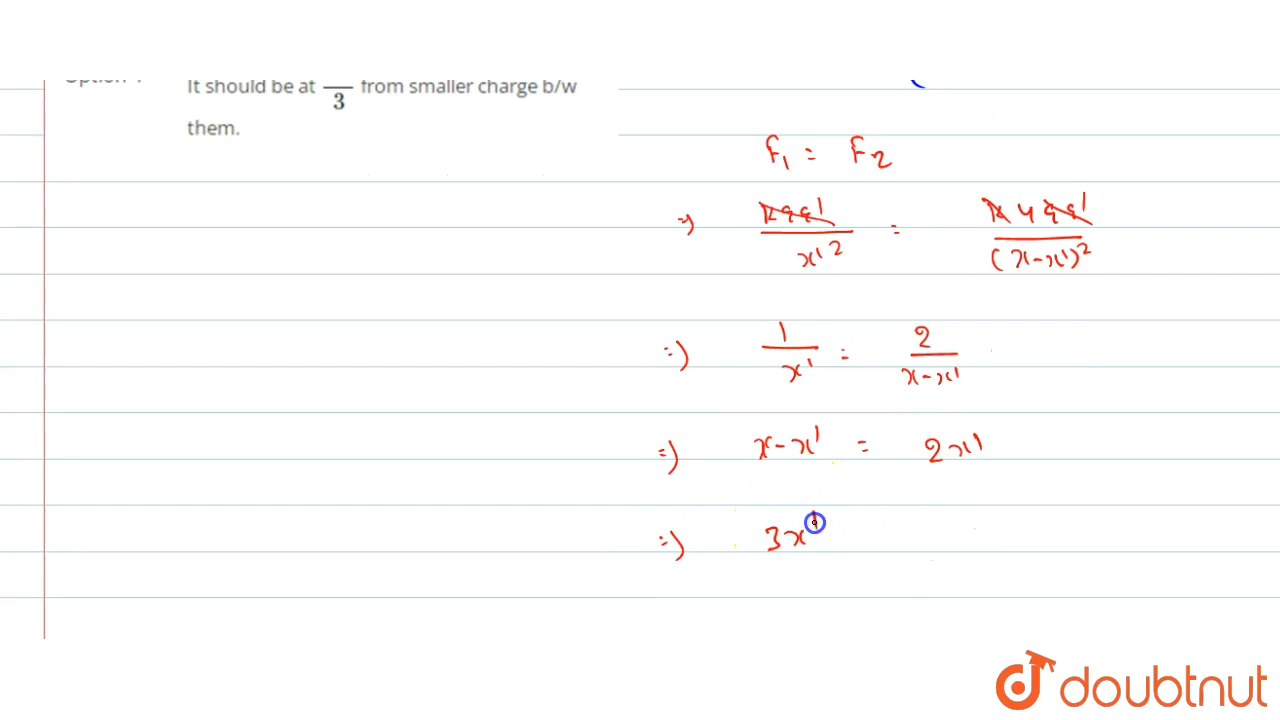 It should be at — 3 from smaller charge b/w
them.
F₁ = F₂
⇒ kqq' / x'² = k4qq' / (x-x')²
⇒ 1 / x' = 2 / x-x'
⇒ x-x' = 2x'
⇒ 3x'
doubtnut